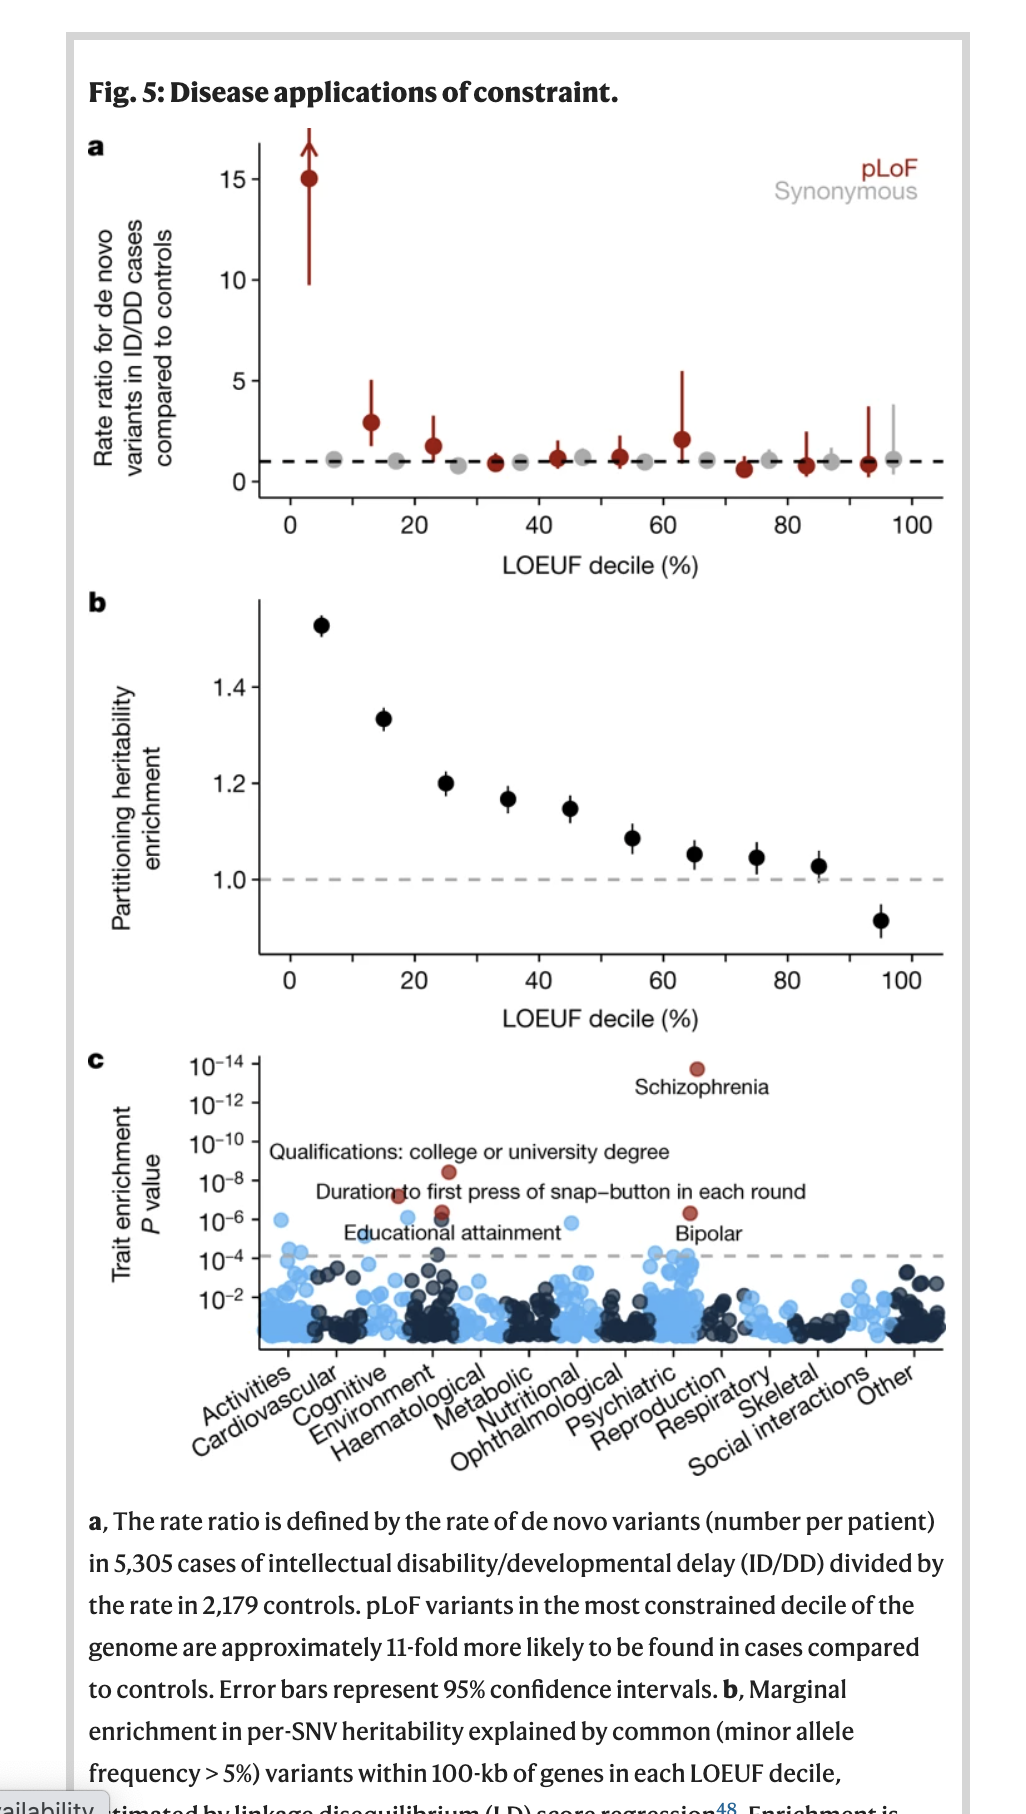 Fig. 5: Disease applications of constraint.
a
Rate ratio for de novo
variants in ID/DD cases
compared to controls
15
10
5
0
pLoF
Synonymous
0 20 40 60 80 100
LOEUF decile (%)
b
Partitioning heritability
enrichment
1.4
1.2
1.0
0 20 40 60 80 100
LOEUF decile (%)
c
Trait enrichment
P value
10−14
10−12
10−10
10−8
10−6
10−4
10−2
Schizophrenia
Qualifications: college or university degree
Duration to first press of snap−button in each round
Educational attainment
Bipolar
Activities
Cardiovascular
Cognitive
Environment
Haematological
Metabolic
Nutritional
Ophthalmological
Psychiatric
Reproduction
Respiratory
Skeletal
Social interactions
Other
a, The rate ratio is defined by the rate of de novo variants (number per patient)
in 5,305 cases of intellectual disability/developmental delay (ID/DD) divided by
the rate in 2,179 controls. pLoF variants in the most constrained decile of the
genome are approximately 11-fold more likely to be found in cases compared
to controls. Error bars represent 95% confidence intervals. b, Marginal
enrichment in per-SNV heritability explained by common (minor allele
frequency > 5%) variants within 100-kb of genes in each LOEUF decile,
by linkage disequilibrium (LD) score regression48. Enrichment is